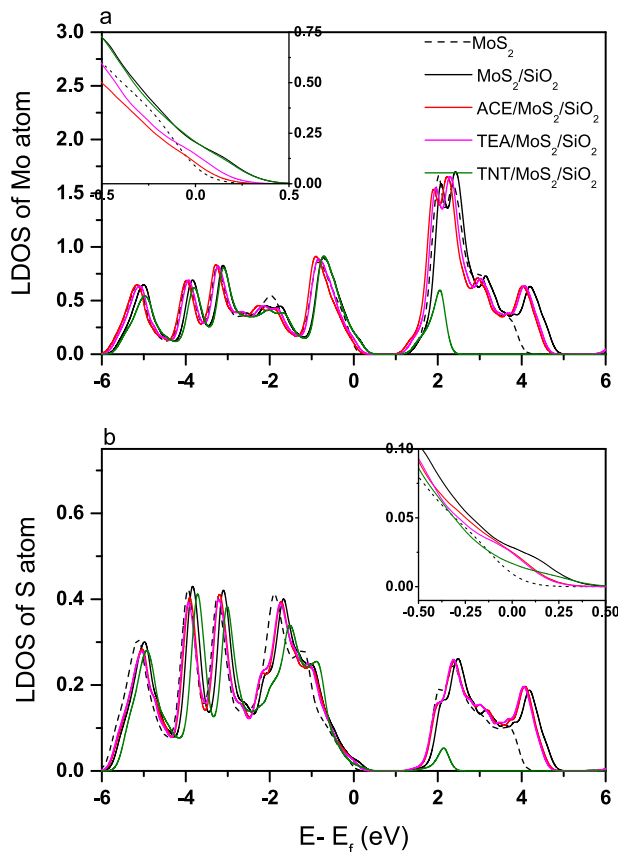 a
3.0
2.5
2.0
1.5
1.0
0.5
0.0
LDOS of Mo atom
0.75
0.50
0.25
0.00
-0.5
0.0
0.5
MoS2
MoS2/SiO2
ACE/MoS2/SiO2
TEA/MoS2/SiO2
TNT/MoS2/SiO2
-6 -4 -2 0 2 4 6
b
0.6
0.4
0.2
0.0
LDOS of S atom
0.10
0.05
0.00
-0.50 -0.25 0.00 0.25 0.50
-6 -4 -2 0 2 4 6
E- Ef (eV)